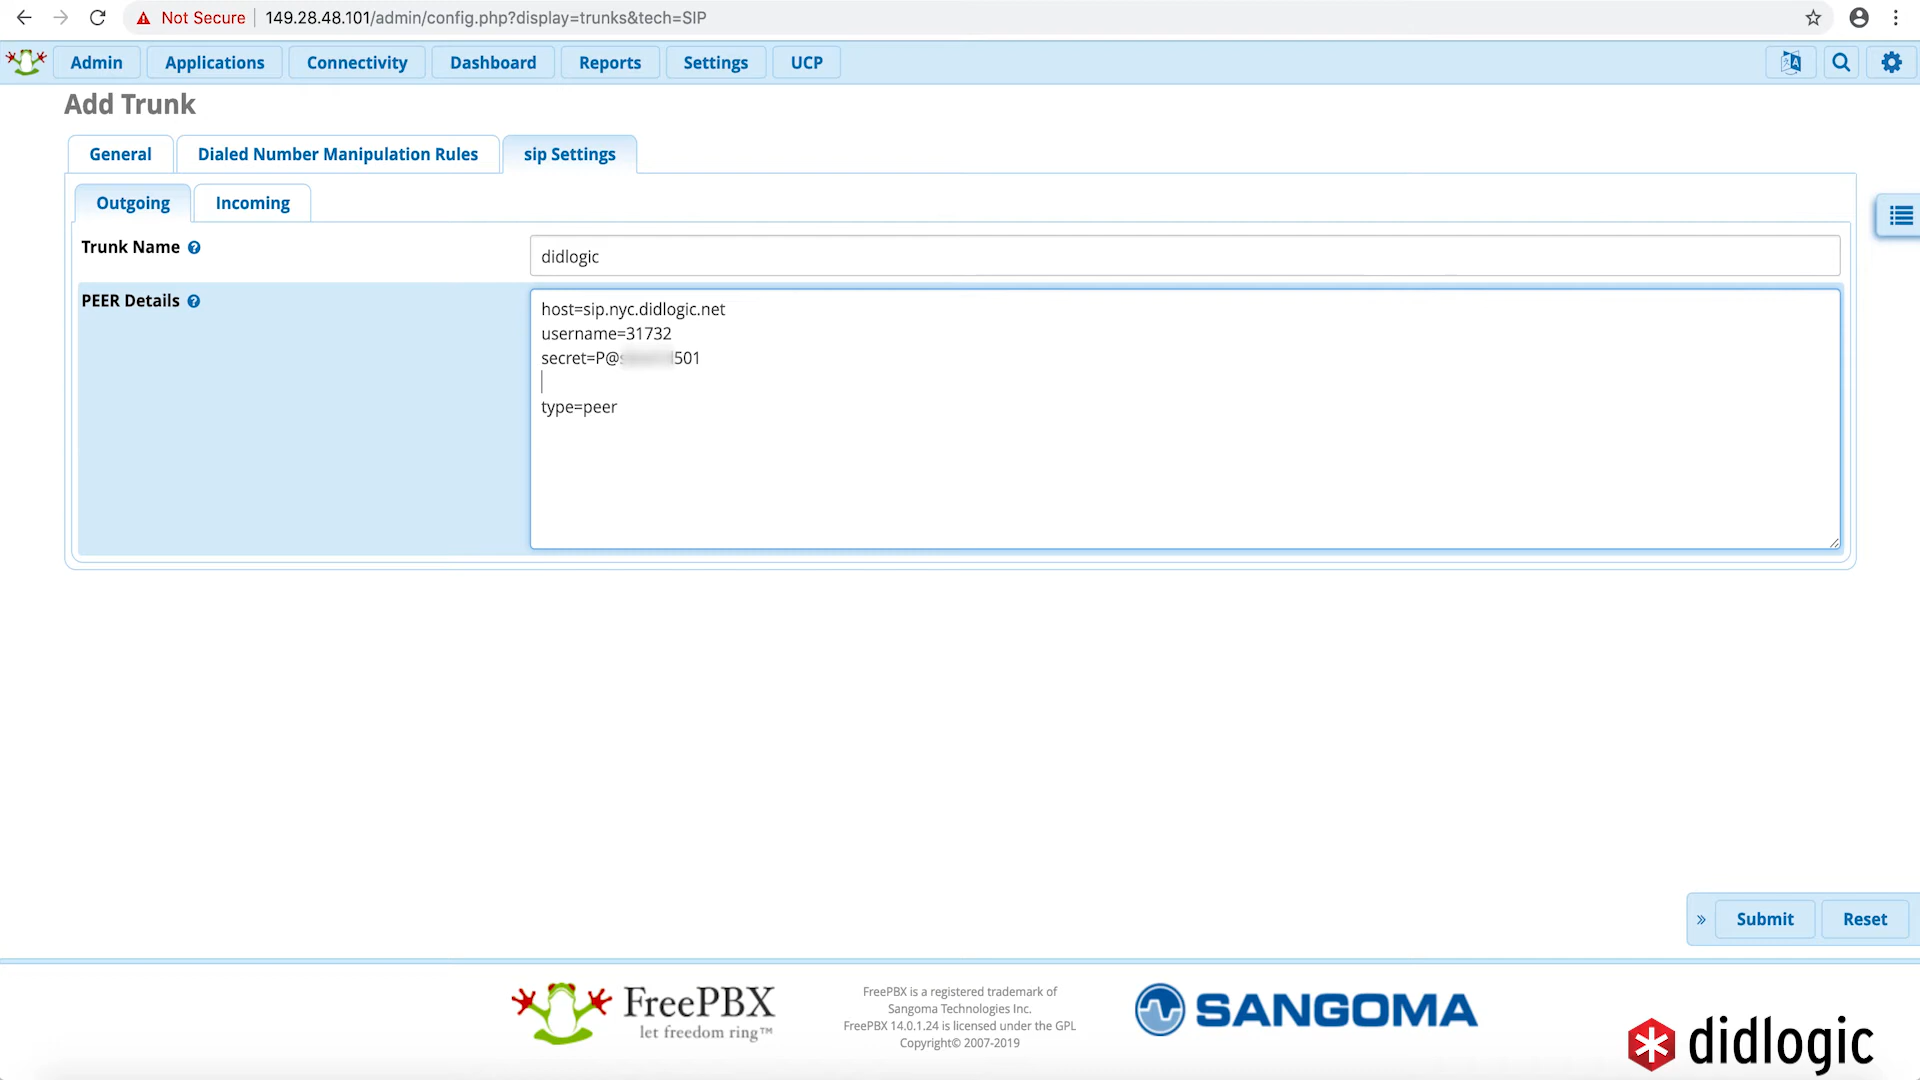 Not Secure 149.28.48.101/admin/config.php?display=trunks&tech=SIP
Admin Applications Connectivity Dashboard Reports Settings UCP
Add Trunk
General Dialed Number Manipulation Rules sip Settings
Outgoing Incoming
Trunk Name didlogic
PEER Details
host=sip.nyc.didlogic.net
username=31732
secret=P@ 501
type=peer
» Submit Reset
FreePBX
let freedom ring™
FreePBX is a registered trademark of
Sangoma Technologies Inc.
FreePBX 14.0.1.24 is licensed under the GPL
Copyright© 2007-2019
SANGOMA
didlogic